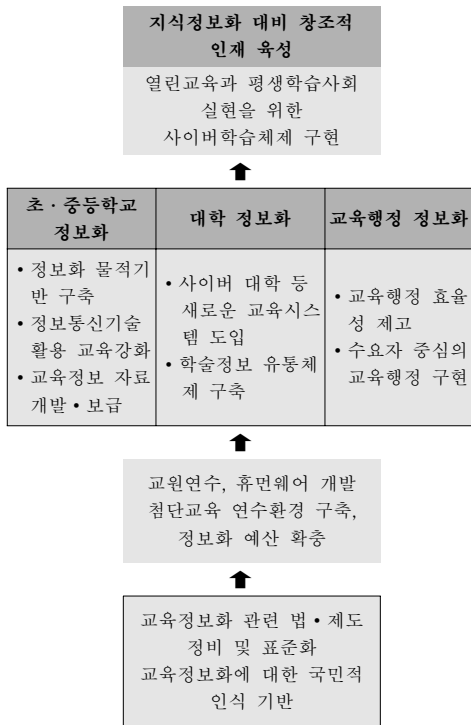 지식정보화 대비 창조적
인재 육성
열린교육과 평생학습사회
실현을 위한
사이버학습체제 구현
초·중등학교
정보화
• 정보화 물적기
반 구축
• 정보통신기술
활용 교육강화
• 교육정보 자료
개발•보급
대학 정보화
• 사이버 대학 등
새로운 교육시스
템 도입
• 학술정보 유통체
제 구축
교육행정 정보화
• 교육행정 효율
성 제고
• 수요자 중심의
교육행정 구현
교원연수, 휴먼웨어 개발
첨단교육 연수환경 구축,
정보화 예산 확충
교육정보화 관련 법•제도
정비 및 표준화
교육정보화에 대한 국민적
인식 기반